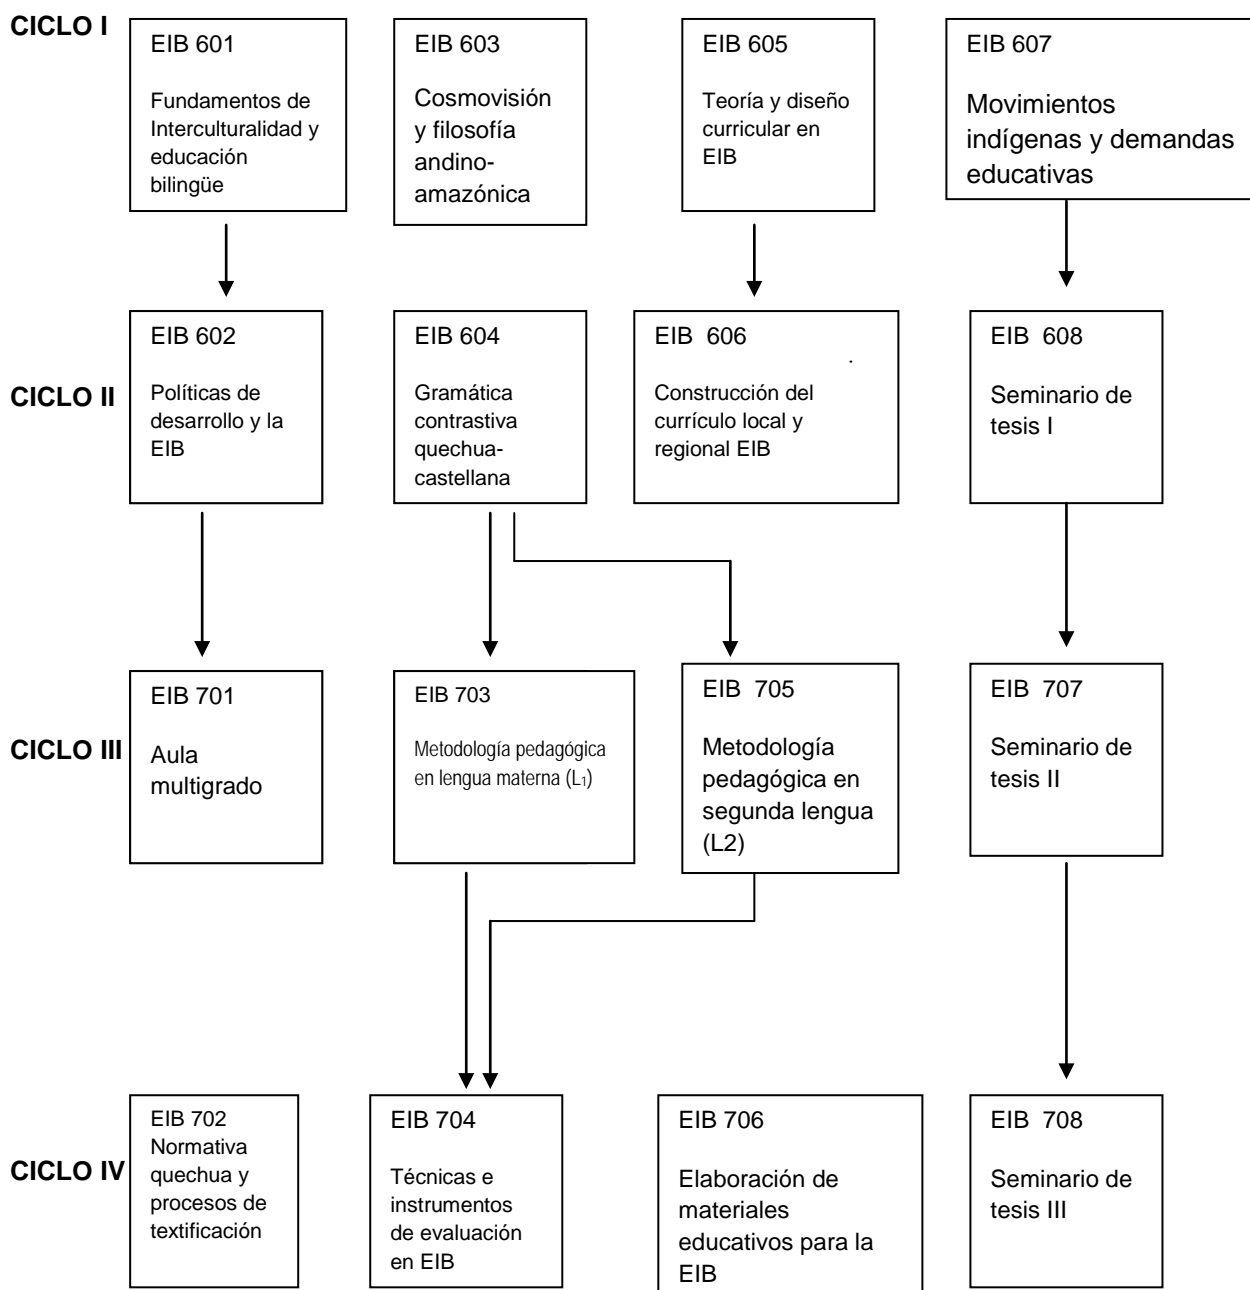 CICLO I
EIB 601
Fundamentos de
Interculturalidad y
educación
bilingüe
EIB 603
Cosmovisión
y filosofía
andino-
amazónica
EIB 605
Teoría y diseño
curricular en
EIB
EIB 607
Movimientos
indígenas y demandas
educativas
CICLO II
EIB 602
Políticas de
desarrollo y la
EIB
EIB 604
Gramática
contrastiva
quechua-
castellana
EIB 606
.
Construcción del
currículo local y
regional EIB
EIB 608
Seminario de
tesis I
CICLO III
EIB 701
Aula
multigrado
EIB 703
Metodología pedagógica
en lengua materna (L1)
EIB 705
Metodología
pedagógica en
segunda lengua
(L2)
EIB 707
Seminario de
tesis II
CICLO IV
EIB 702
Normativa
quechua y
procesos de
textificación
EIB 704
Técnicas e
instrumentos
de evaluación
en EIB
EIB 706
Elaboración de
materiales
educativos para la
EIB
EIB 708
Seminario de
tesis III